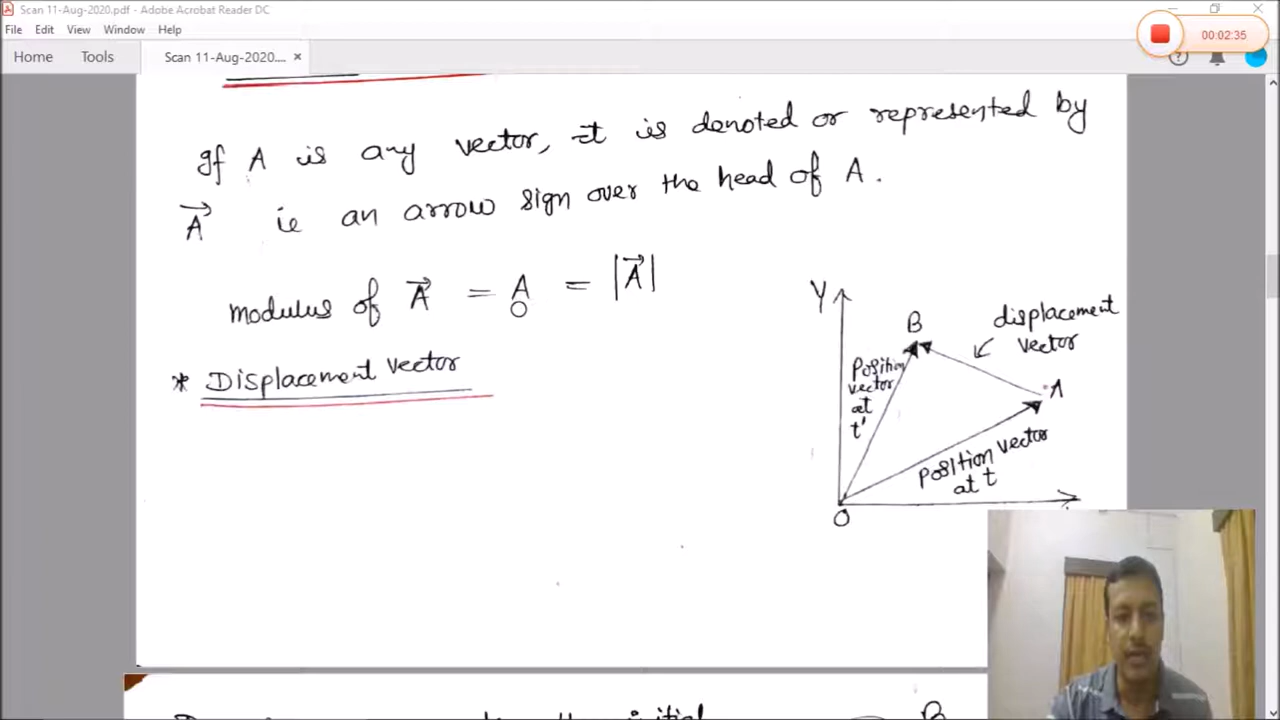 Scan 11-Aug-2020.pdf - Adobe Acrobat Reader DC
File Edit View Window Help
00:02:35
Home Tools Scan 11-Aug-2020.... ×
If A is any vector, it is denoted or represented by
A⃗ ie an arrow sign over the head of A.
modulus of A⃗ = A = |A⃗|
* Displacement vector
Y
B
displacement
vector
Position
vector
at
t'
A
Position vector
at t
O
B